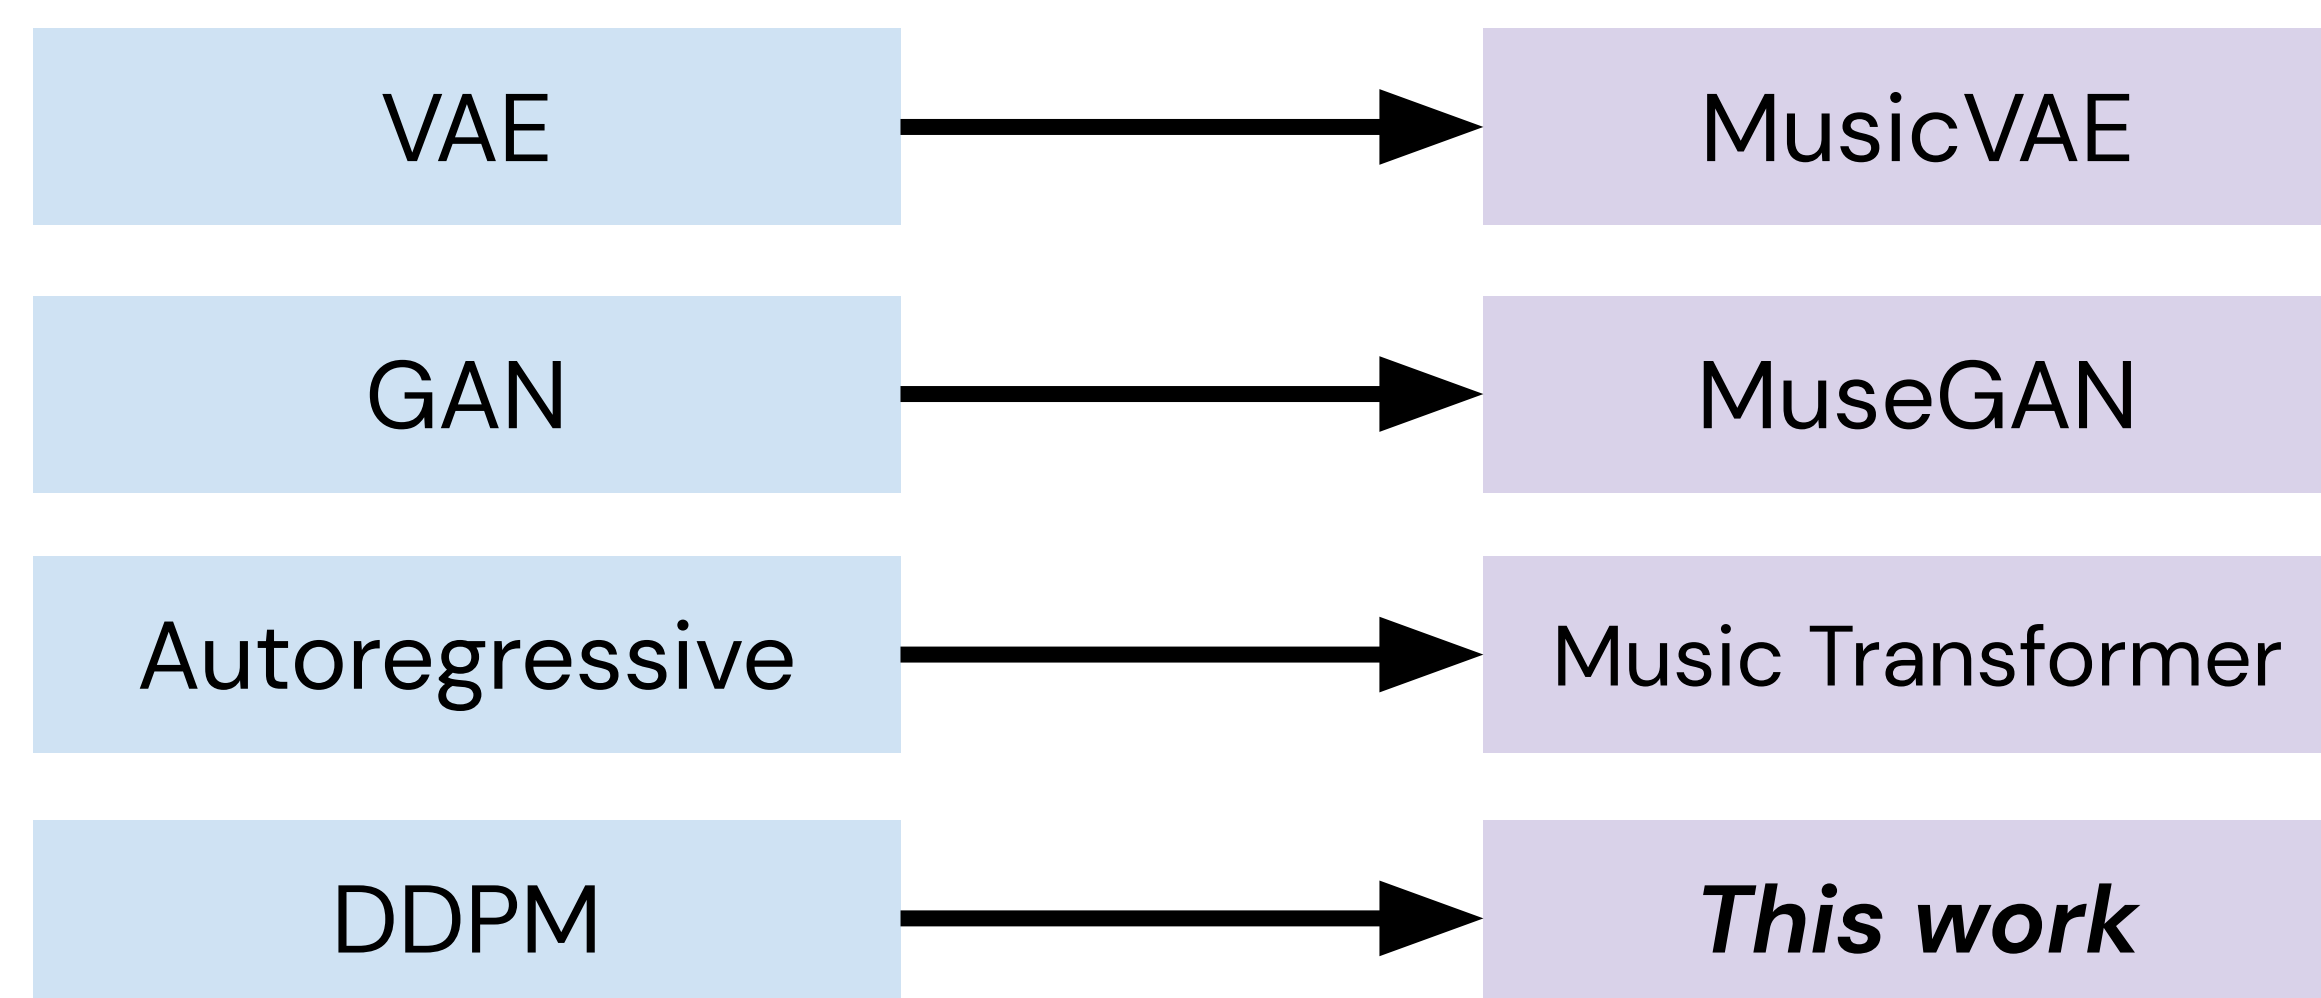 VAE
MusicVAE
GAN
MuseGAN
Autoregressive
Music Transformer
DDPM
This work